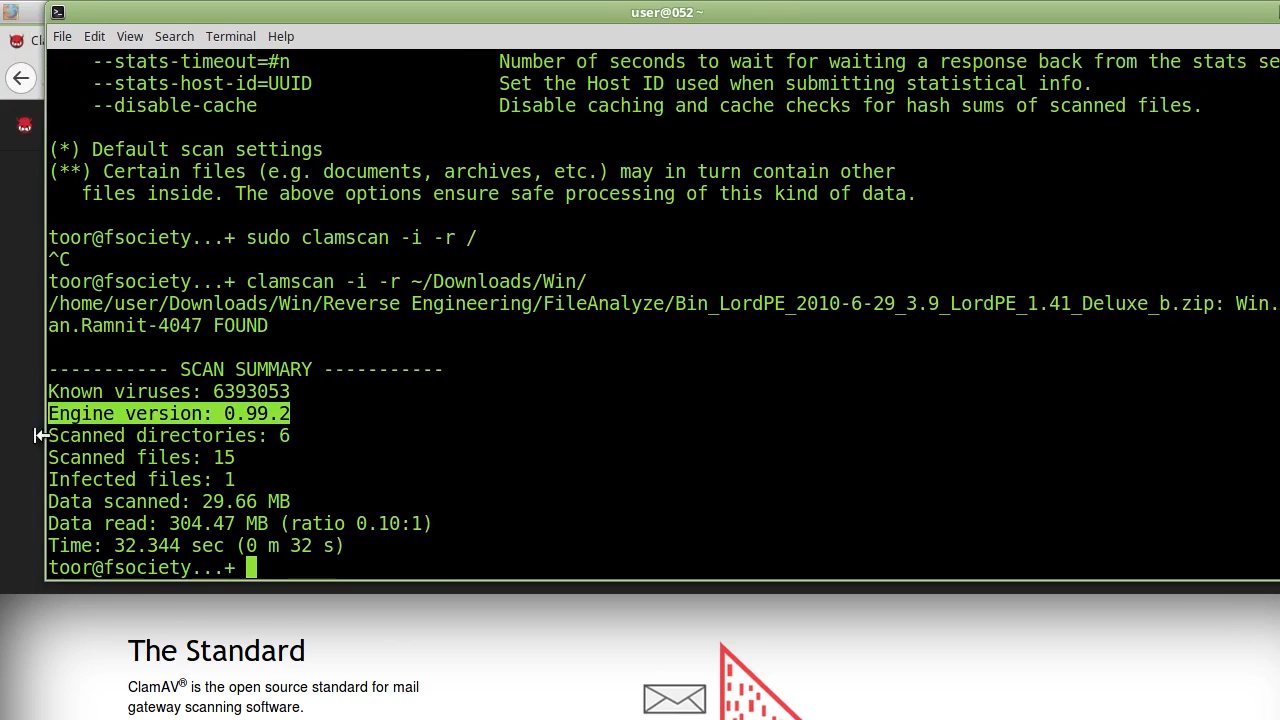 user@052 ~
Cl
File Edit View Search Terminal Help
--stats-timeout=#n Number of seconds to wait for waiting a response back from the stats se
--stats-host-id=UUID Set the Host ID used when submitting statistical info.
--disable-cache Disable caching and cache checks for hash sums of scanned files.
(*) Default scan settings
(**) Certain files (e.g. documents, archives, etc.) may in turn contain other
files inside. The above options ensure safe processing of this kind of data.
toor@fsociety...+ sudo clamscan -i -r /
^C
toor@fsociety...+ clamscan -i -r ~/Downloads/Win/
/home/user/Downloads/Win/Reverse Engineering/FileAnalyze/Bin_LordPE_2010-6-29_3.9_LordPE_1.41_Deluxe_b.zip: Win.
an.Ramnit-4047 FOUND
----------- SCAN SUMMARY -----------
Known viruses: 6393053
Engine version: 0.99.2
Scanned directories: 6
Scanned files: 15
Infected files: 1
Data scanned: 29.66 MB
Data read: 304.47 MB (ratio 0.10:1)
Time: 32.344 sec (0 m 32 s)
toor@fsociety...+
The Standard
ClamAV® is the open source standard for mail
gateway scanning software.